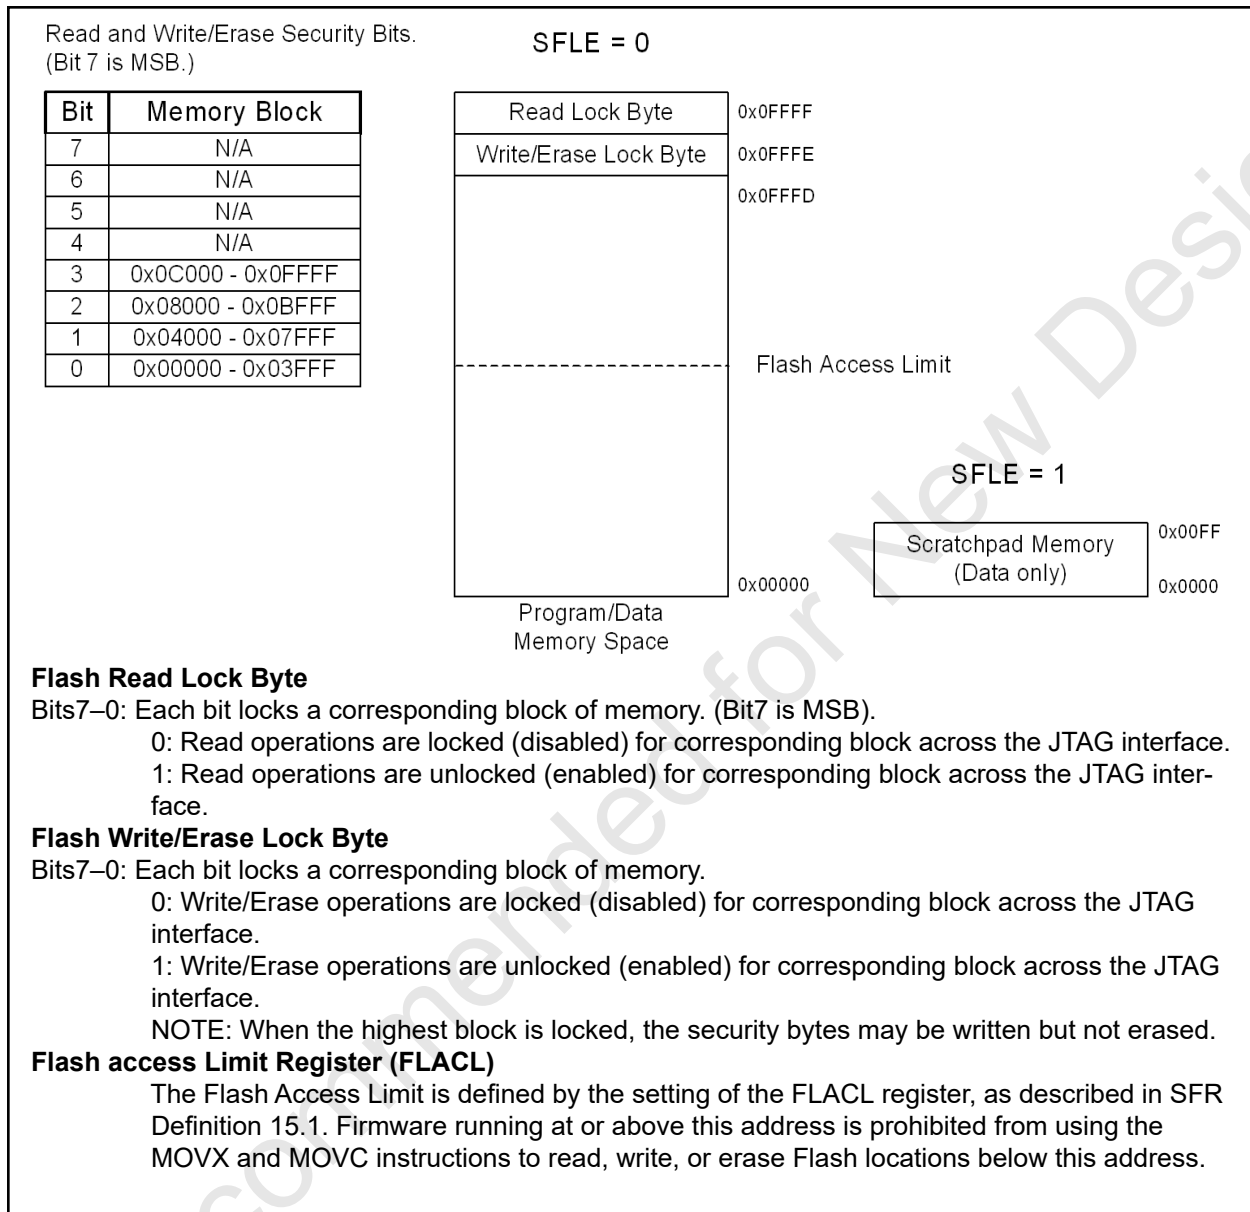 Read and Write/Erase Security Bits.
(Bit 7 is MSB.)
SFLE = 0
Bit Memory Block
7 N/A
6 N/A
5 N/A
4 N/A
3 0x0C000 - 0x0FFFF
2 0x08000 - 0x0BFFF
1 0x04000 - 0x07FFF
0 0x00000 - 0x03FFF
Read Lock Byte 0x0FFFF
Write/Erase Lock Byte 0x0FFFE
0x0FFFD
Flash Access Limit
0x00000
Program/Data
Memory Space
SFLE = 1
Scratchpad Memory
(Data only)
0x00FF
0x0000
Flash Read Lock Byte
Bits7–0: Each bit locks a corresponding block of memory. (Bit7 is MSB).
0: Read operations are locked (disabled) for corresponding block across the JTAG interface.
1: Read operations are unlocked (enabled) for corresponding block across the JTAG inter-
face.
Flash Write/Erase Lock Byte
Bits7–0: Each bit locks a corresponding block of memory.
0: Write/Erase operations are locked (disabled) for corresponding block across the JTAG
interface.
1: Write/Erase operations are unlocked (enabled) for corresponding block across the JTAG
interface.
NOTE: When the highest block is locked, the security bytes may be written but not erased.
Flash access Limit Register (FLACL)
The Flash Access Limit is defined by the setting of the FLACL register, as described in SFR
Definition 15.1. Firmware running at or above this address is prohibited from using the
MOVX and MOVC instructions to read, write, or erase Flash locations below this address.
commended for New Desig